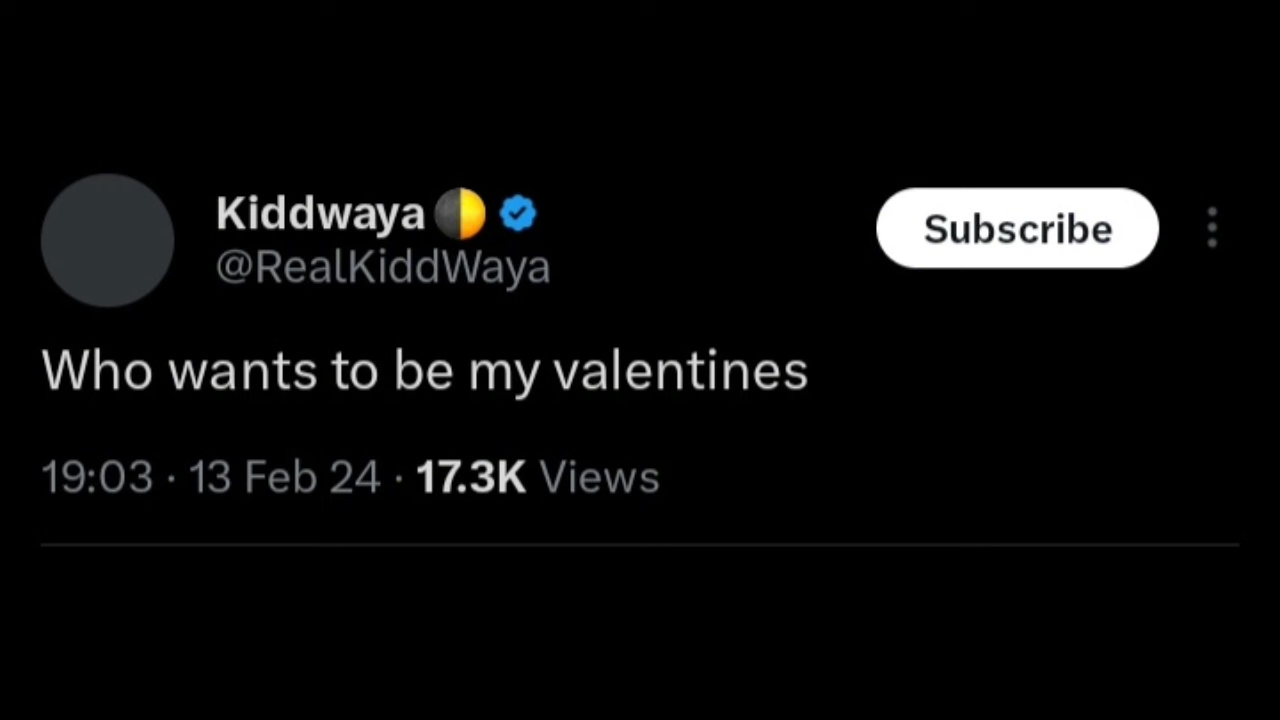 Kiddwaya🌗
Subscribe
@RealKiddWaya
Who wants to be my valentines
19:03 · 13 Feb 24 · 17.3K Views